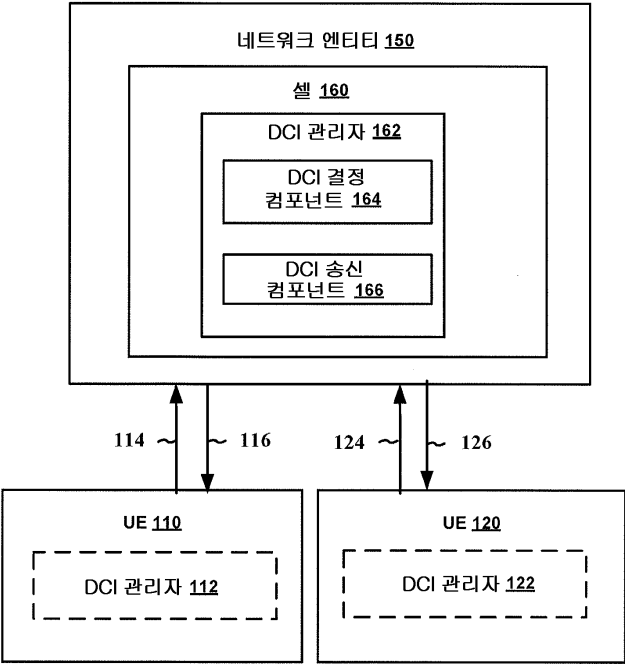 네트워크 엔티티 150
셀 160
DCI 관리자 162
DCI 결정
컴포넌트 164
DCI 송신
컴포넌트 166
114
116
124
126
UE 110
DCI 관리자 112
UE 120
DCI 관리자 122